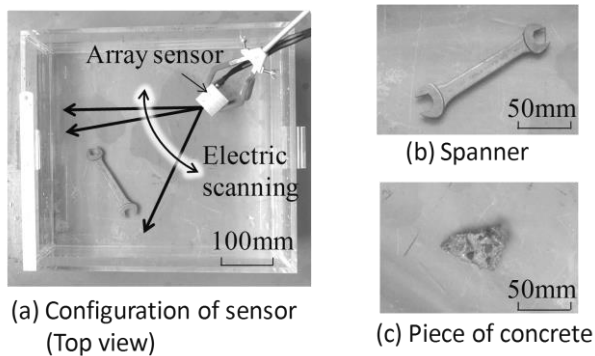 Array sensor
Electric
scanning
100mm
(a) Configuration of sensor
(Top view)
50mm
(b) Spanner
50mm
(c) Piece of concrete